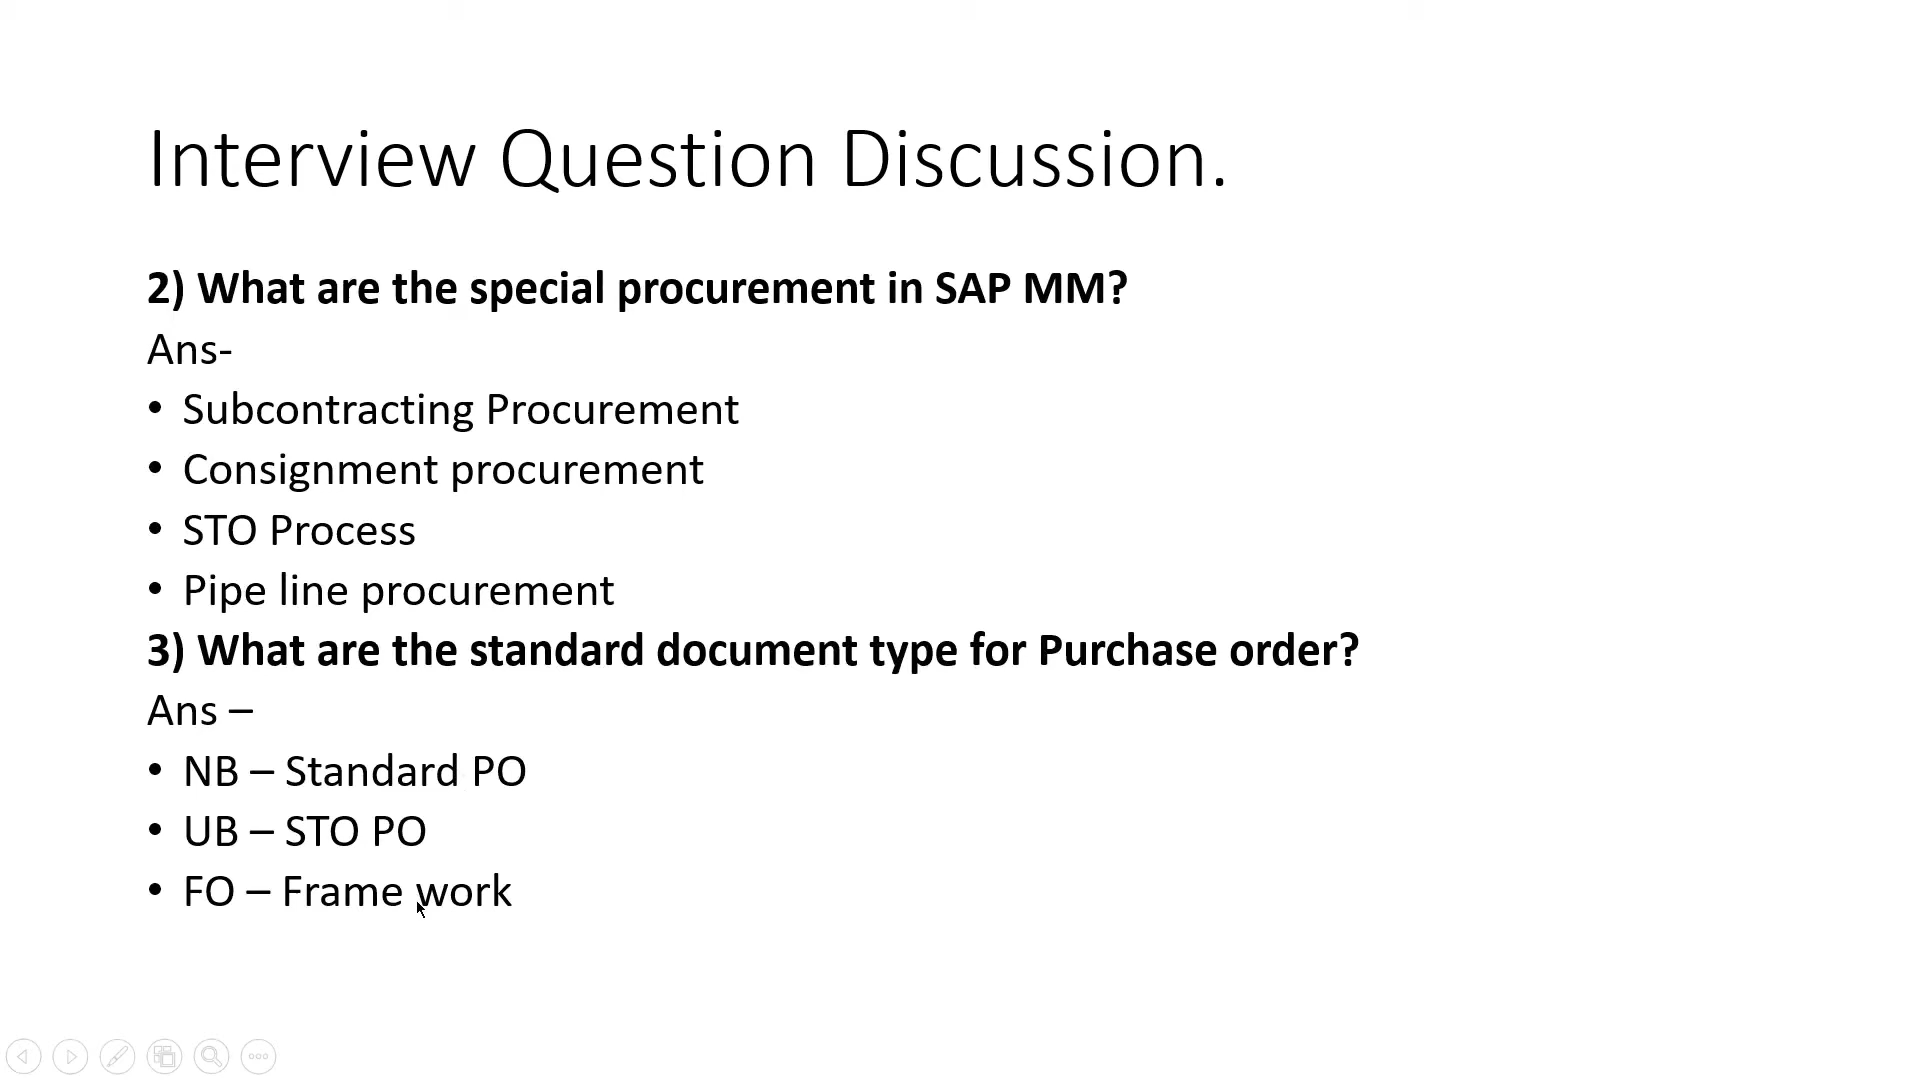 Interview Question Discussion.
2) What are the special procurement in SAP MM?
Ans-
• Subcontracting Procurement
• Consignment procurement
• STO Process
• Pipe line procurement
3) What are the standard document type for Purchase order?
Ans –
• NB – Standard PO
• UB – STO PO
• FO – Frame work